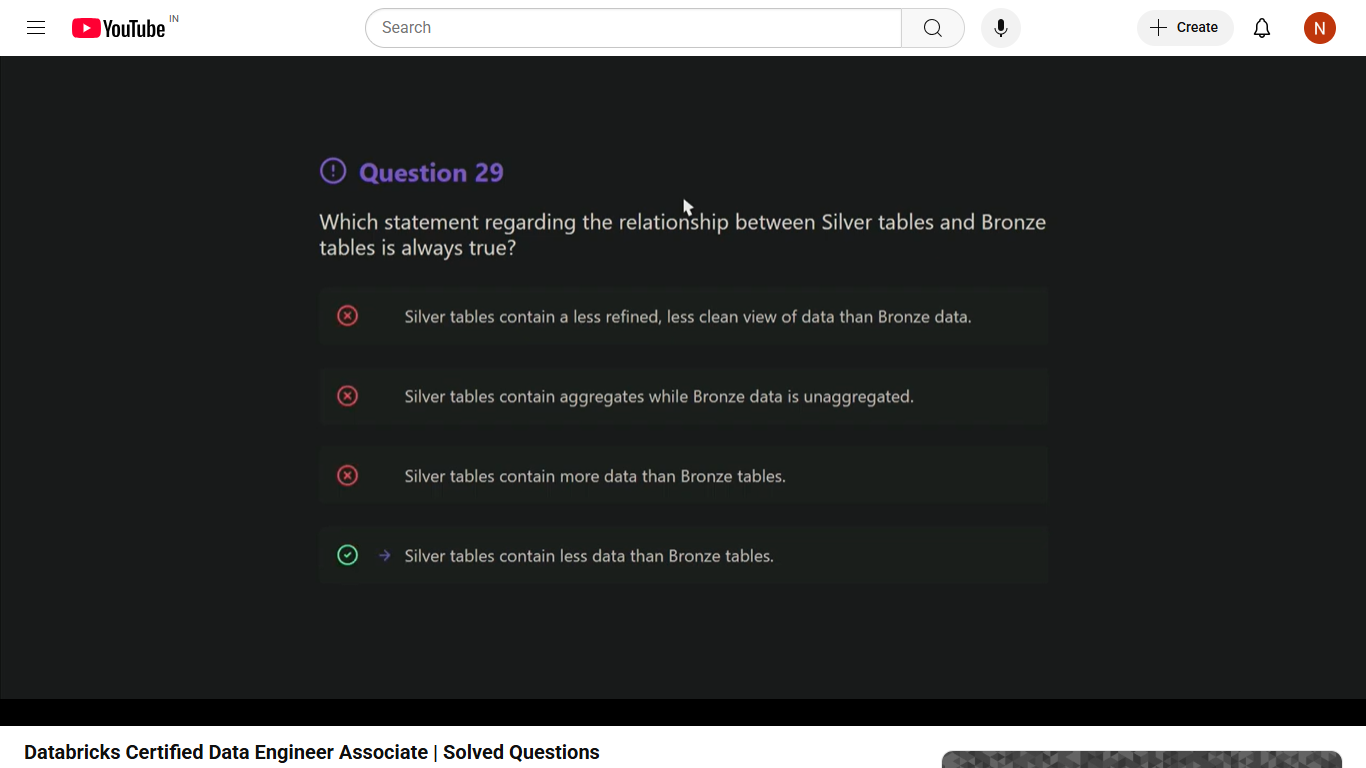 YouTube IN
Search
Create
N
Question 29
Which statement regarding the relationship between Silver tables and Bronze
tables is always true?
Silver tables contain a less refined, less clean view of data than Bronze data.
Silver tables contain aggregates while Bronze data is unaggregated.
Silver tables contain more data than Bronze tables.
→ Silver tables contain less data than Bronze tables.
Databricks Certified Data Engineer Associate | Solved Questions